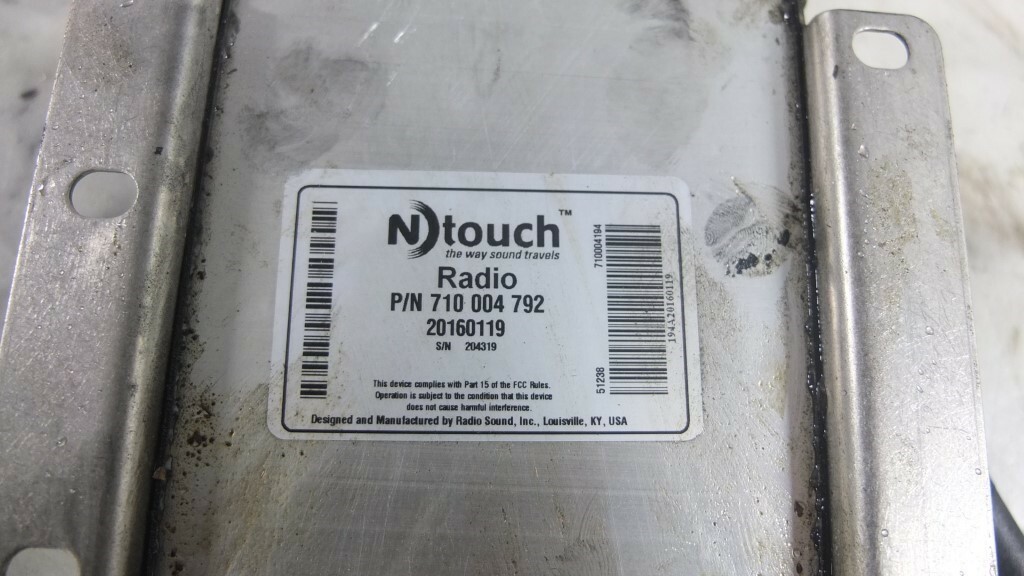 Ntouch™
the way sound travels
Radio
P/N 710 004 792
20160119
S/N 204319
This device complies with Part 15 of the FCC Rules.
Operation is subject to the condition that this device
does not cause harmful interference.
Designed and Manufactured by Radio Sound, Inc., Louisville, KY, USA
51238
710004194
194A20160119